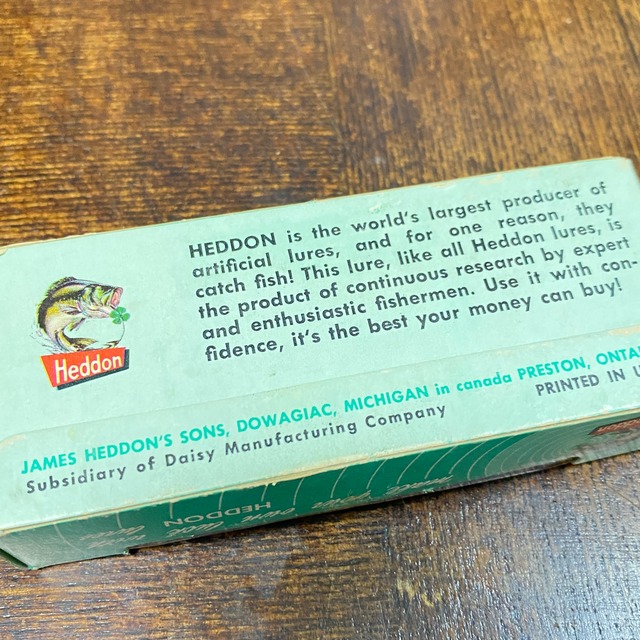 HEDDON is the world's largest producer of
artificial lures, and for one reason, they
catch fish! This lure, like all Heddon lures, is
the product of continuous research by expert
and enthusiastic fishermen. Use it with con-
fidence, it's the best your money can buy!
Heddon
JAMES HEDDON'S SONS, DOWAGIAC, MICHIGAN in canada PRESTON, ONTA
Subsidiary of Daisy Manufacturing Company
PRINTED IN U
HEDDON